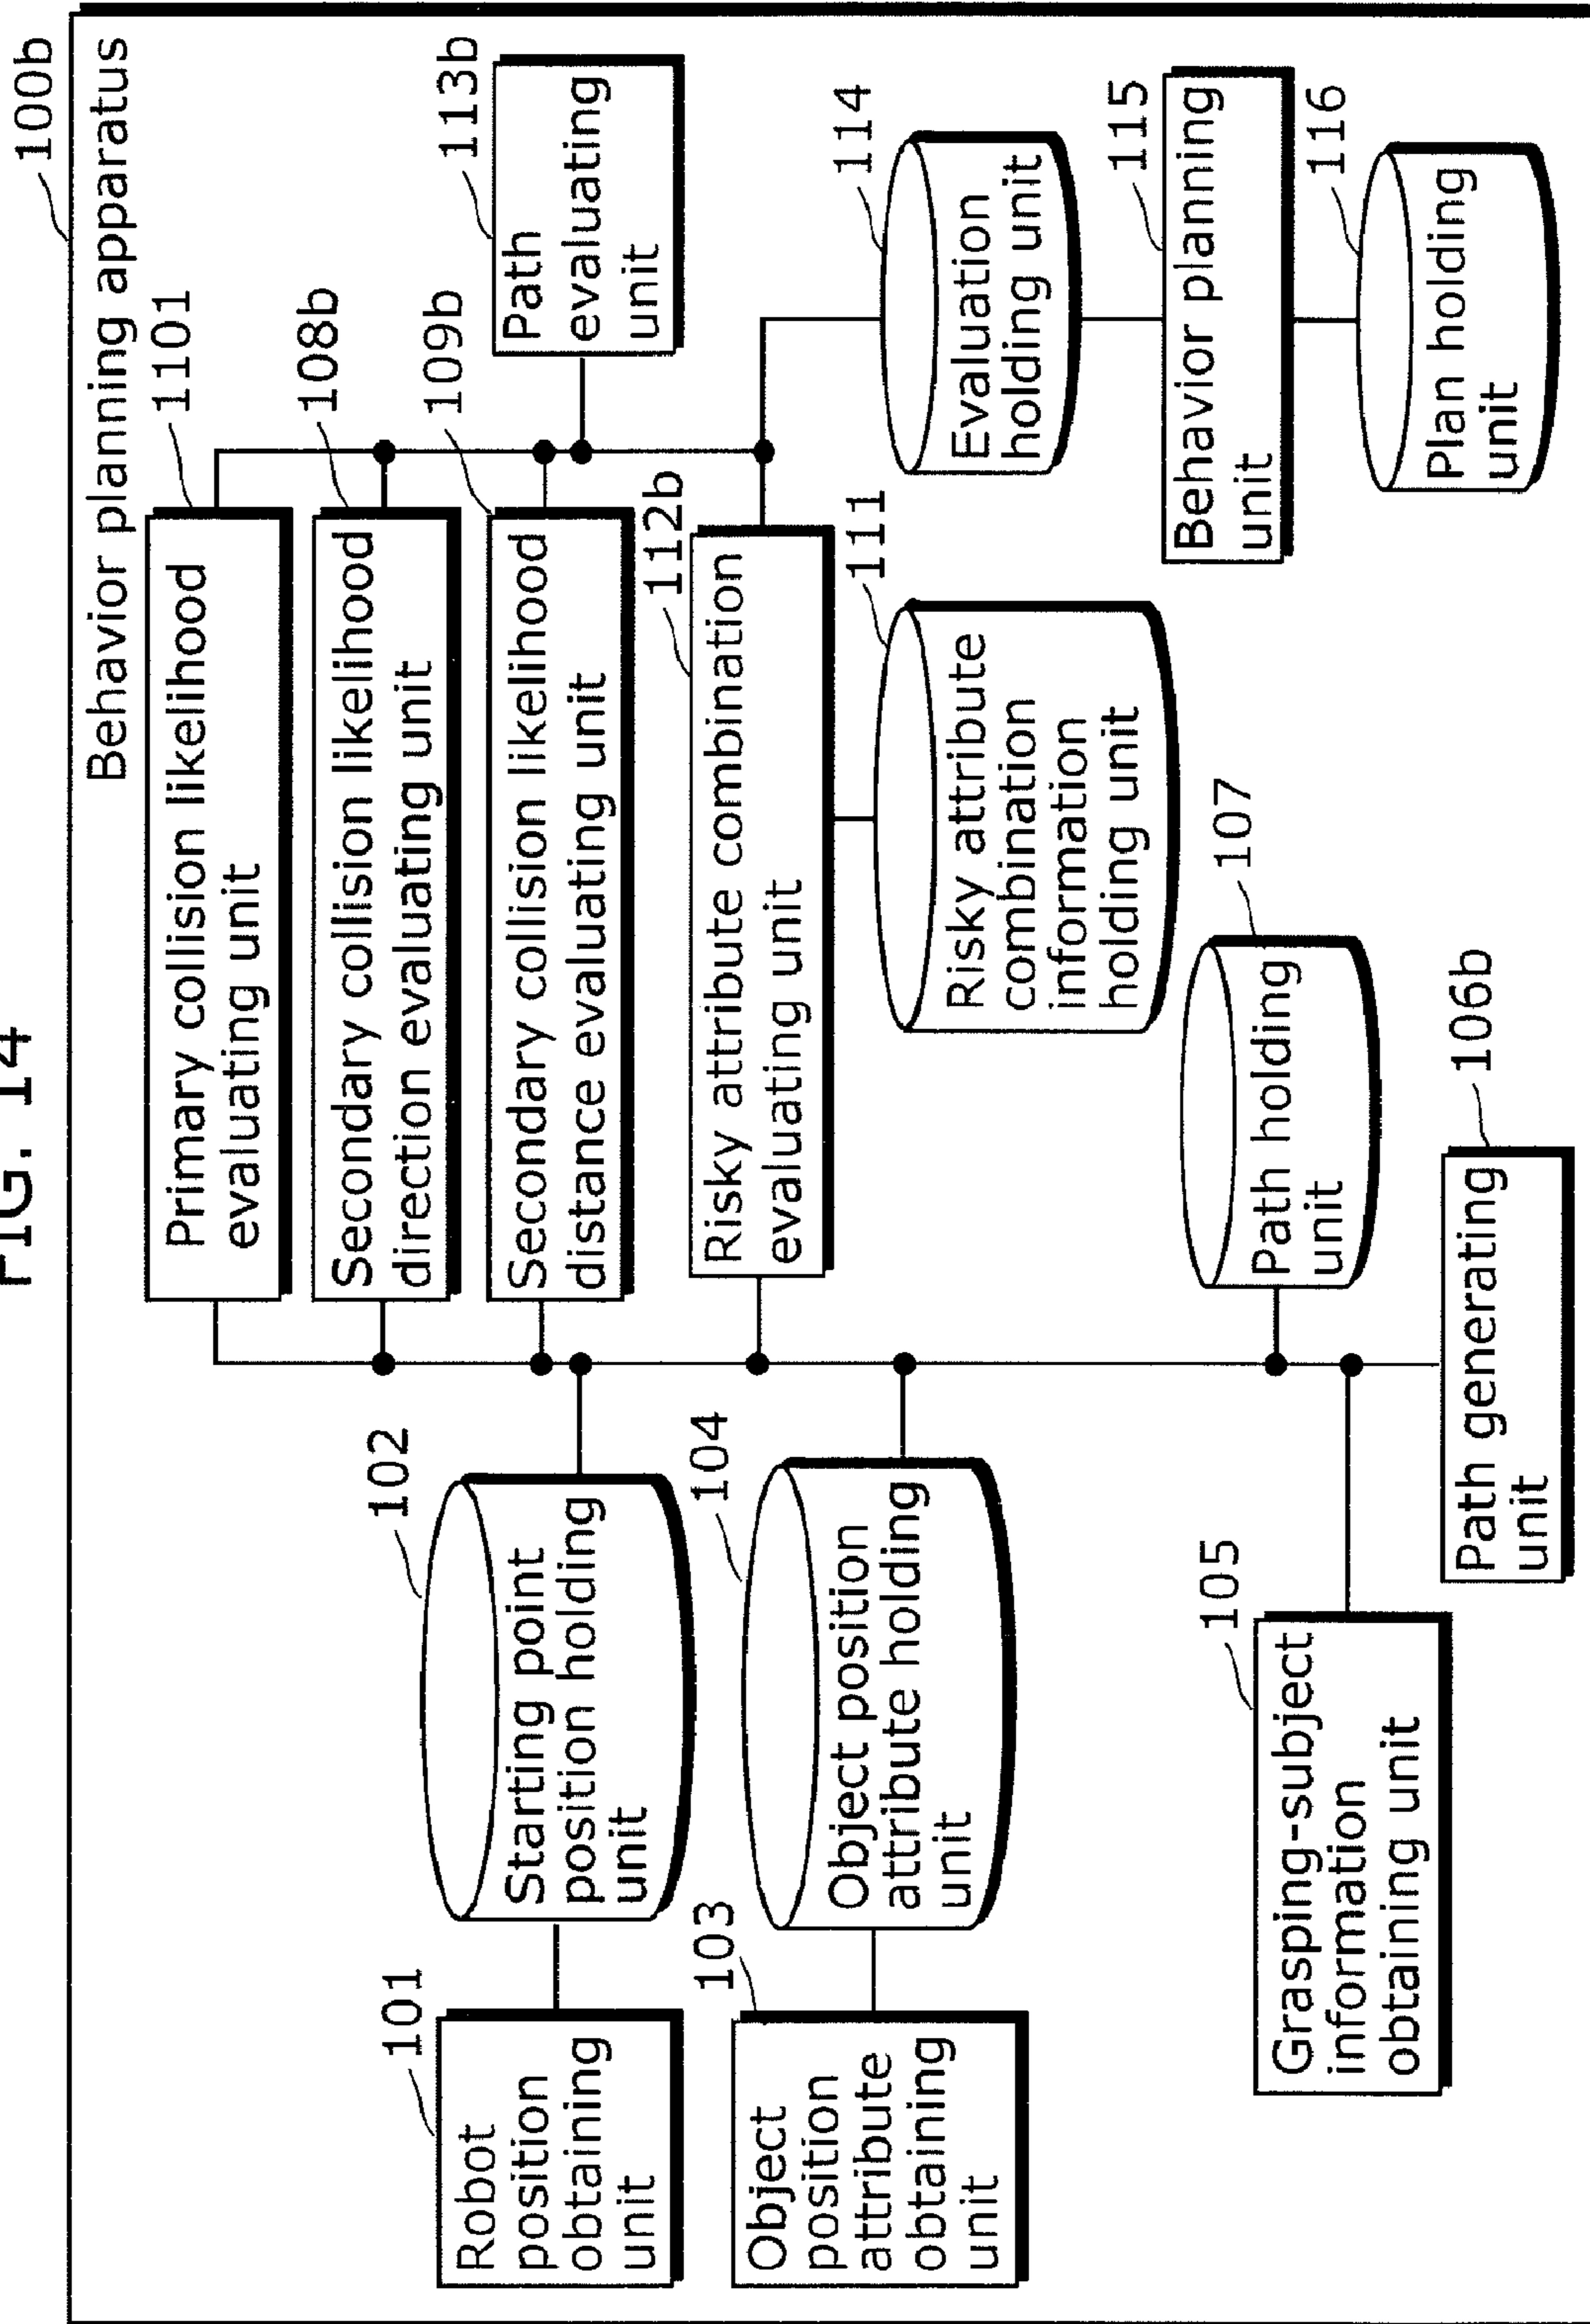 FIG. 14
100b
Behavior planning apparatus
1101
Primary collision likelihood
evaluating unit
108b
Secondary collision likelihood
direction evaluating unit
109b
Secondary collision likelihood
distance evaluating unit
113b
Path
evaluating
unit
101
Robot
position
obtaining
unit
102
Starting point
position holding
unit
112b
Risky attribute combination
evaluating unit
103
Object
position
attribute
obtaining
unit
104
Object position
attribute holding
unit
111
Risky attribute
combination
information
holding unit
114
Evaluation
holding unit
115
Behavior planning
unit
105
Grasping-subject
information
obtaining unit
107
Path holding
unit
106b
Path generating
unit
116
Plan holding
unit